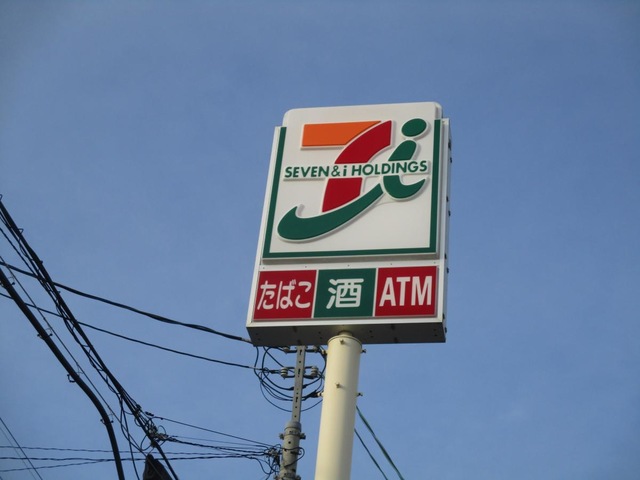 7i
SEVEN & i HOLDINGS
たばこ 酒 ATM